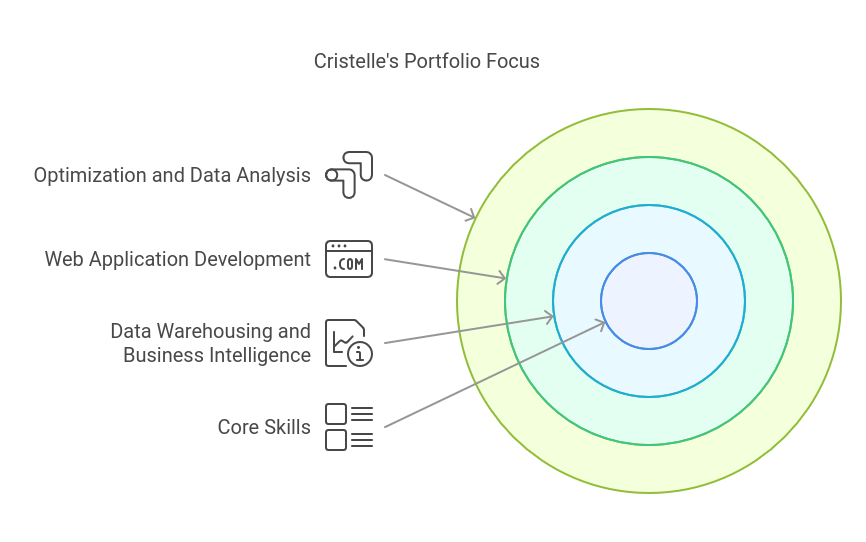 Cristelle's Portfolio Focus
Optimization and Data Analysis
Web Application Development
.COM
Data Warehousing and
Business Intelligence
Core Skills